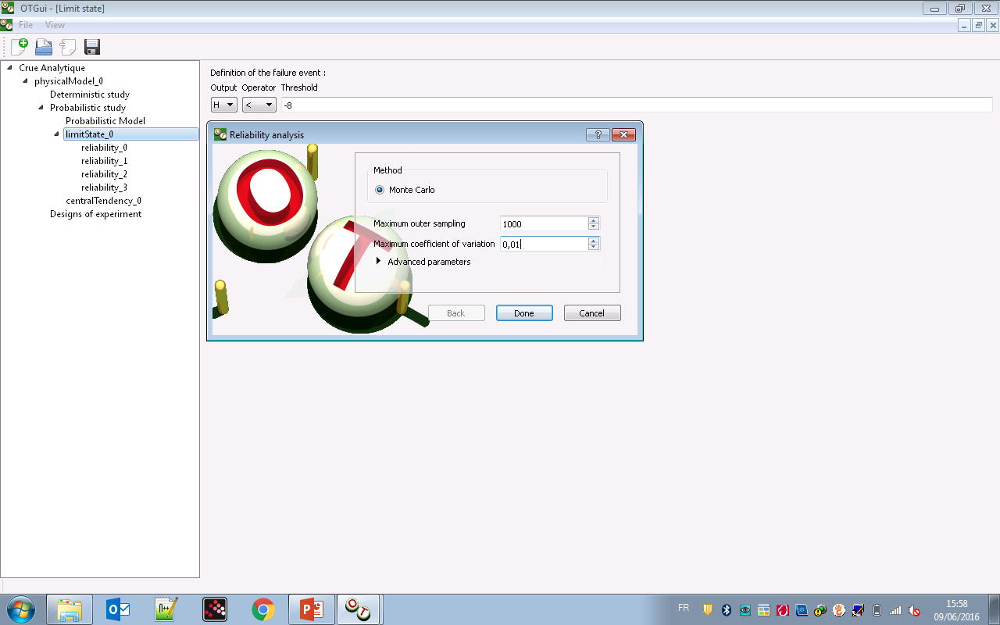 OTGui - [Limit state]
File View
Crue Analytique
physicalModel_0
Deterministic study
Probabilistic study
Probabilistic Model
limitState_0
reliability_0
reliability_1
reliability_2
reliability_3
centralTendency_0
Designs of experiment
Definition of the failure event :
Output Operator Threshold
H < -8
Reliability analysis
O
T
Method
Monte Carlo
Maximum outer sampling 1000
Maximum coefficient of variation 0,01
Advanced parameters
Back Done Cancel
FR
15:58
09/06/2016